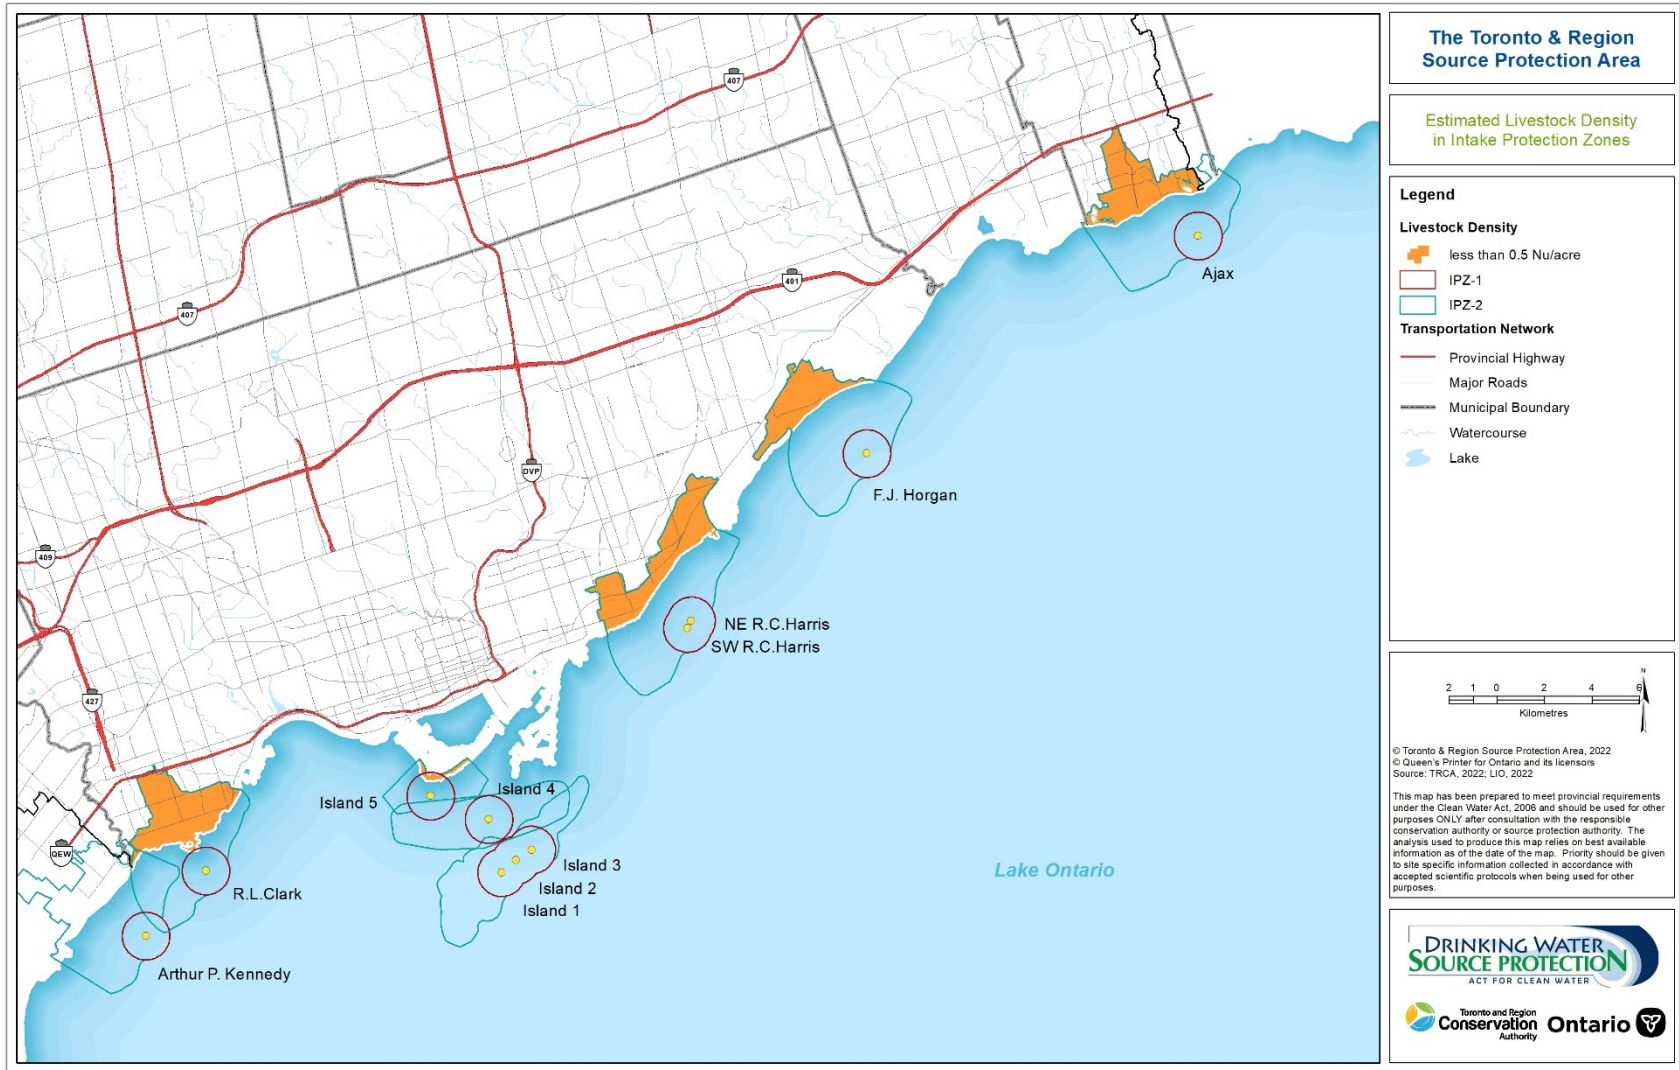 The Toronto & Region
Source Protection Area
Estimated Livestock Density
in Intake Protection Zones
Legend
Livestock Density
less than 0.5 Nu/acre
IPZ-1
IPZ-2
Transportation Network
Provincial Highway
Major Roads
Municipal Boundary
Watercourse
Lake
407
407
401
DVP
409
427
QEW
Ajax
F.J. Horgan
NE R.C.Harris
SW R.C.Harris
Island 5
Island 4
Island 3
Island 2
Island 1
R.L.Clark
Arthur P. Kennedy
Lake Ontario
N
2 1 0 2 4 6
Kilometres
© Toronto & Region Source Protection Area, 2022
© Queen's Printer for Ontario and its licensors
Source: TRCA, 2022; LIO, 2022
This map has been prepared to meet provincial requirements
under the Clean Water Act, 2006 and should be used for other
purposes ONLY after consultation with the responsible
conservation authority or source protection authority. The
analysis used to produce this map relies on best available
information as of the date of the map. Priority should be given
to site specific information collected in accordance with
accepted scientific protocols when being used for other
purposes.
DRINKING WATER
SOURCE PROTECTION
ACT FOR CLEAN WATER
Toronto and Region
Conservation
Authority
Ontario